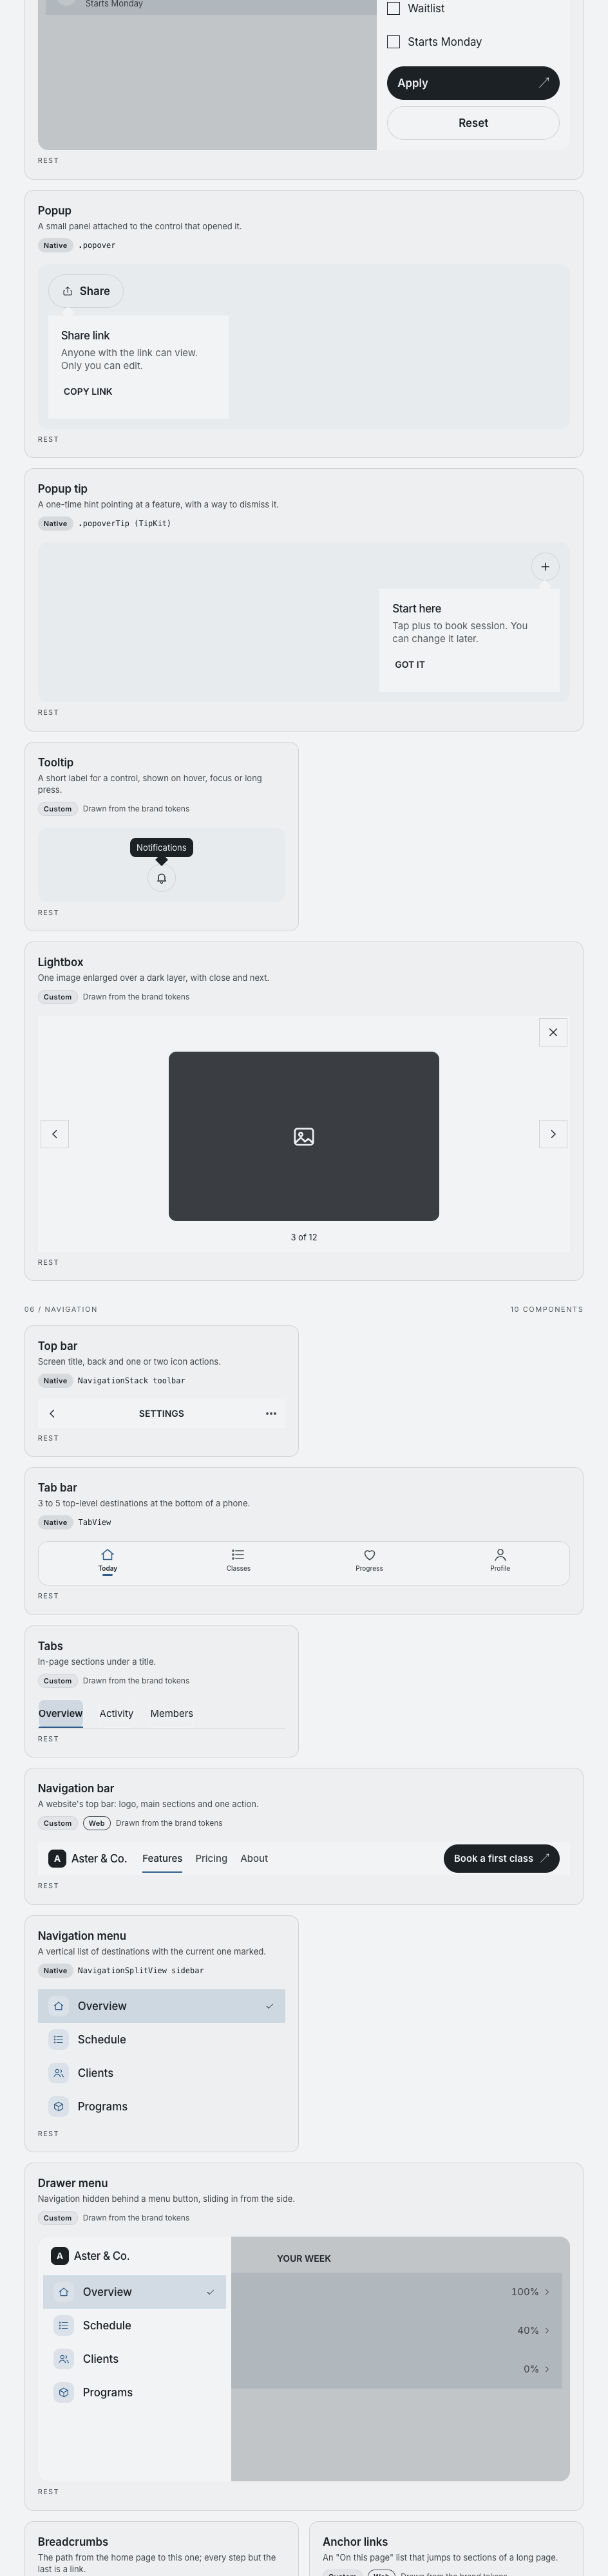 Starts Monday
Waitlist
Starts Monday
Apply
Reset
REST
Popup
A small panel attached to the control that opened it.
Native .popover
Share
Share link
Anyone with the link can view.
Only you can edit.
COPY LINK
REST
Popup tip
A one-time hint pointing at a feature, with a way to dismiss it.
Native .popoverTip (TipKit)
Start here
Tap plus to book session. You
can change it later.
GOT IT
REST
Tooltip
A short label for a control, shown on hover, focus or long
press.
Custom Drawn from the brand tokens
Notifications
REST
Lightbox
One image enlarged over a dark layer, with close and next.
Custom Drawn from the brand tokens
3 of 12
REST
06 / NAVIGATION 10 COMPONENTS
Top bar
Screen title, back and one or two icon actions.
Native NavigationStack toolbar
SETTINGS
REST
Tab bar
3 to 5 top-level destinations at the bottom of a phone.
Native TabView
Today Classes Progress Profile
REST
Tabs
In-page sections under a title.
Custom Drawn from the brand tokens
Overview Activity Members
REST
Navigation bar
A website's top bar: logo, main sections and one action.
Custom Web Drawn from the brand tokens
A Aster & Co. Features Pricing About Book a first class
REST
Navigation menu
A vertical list of destinations with the current one marked.
Native NavigationSplitView sidebar
Overview
Schedule
Clients
Programs
REST
Drawer menu
Navigation hidden behind a menu button, sliding in from the side.
Custom Drawn from the brand tokens
A Aster & Co.
Overview
Schedule
Clients
Programs
YOUR WEEK
100%
40%
0%
REST
Breadcrumbs
The path from the home page to this one; every step but the
last is a link.
Anchor links
An "On this page" list that jumps to sections of a long page.
Custom Web Drawn from the brand tokens